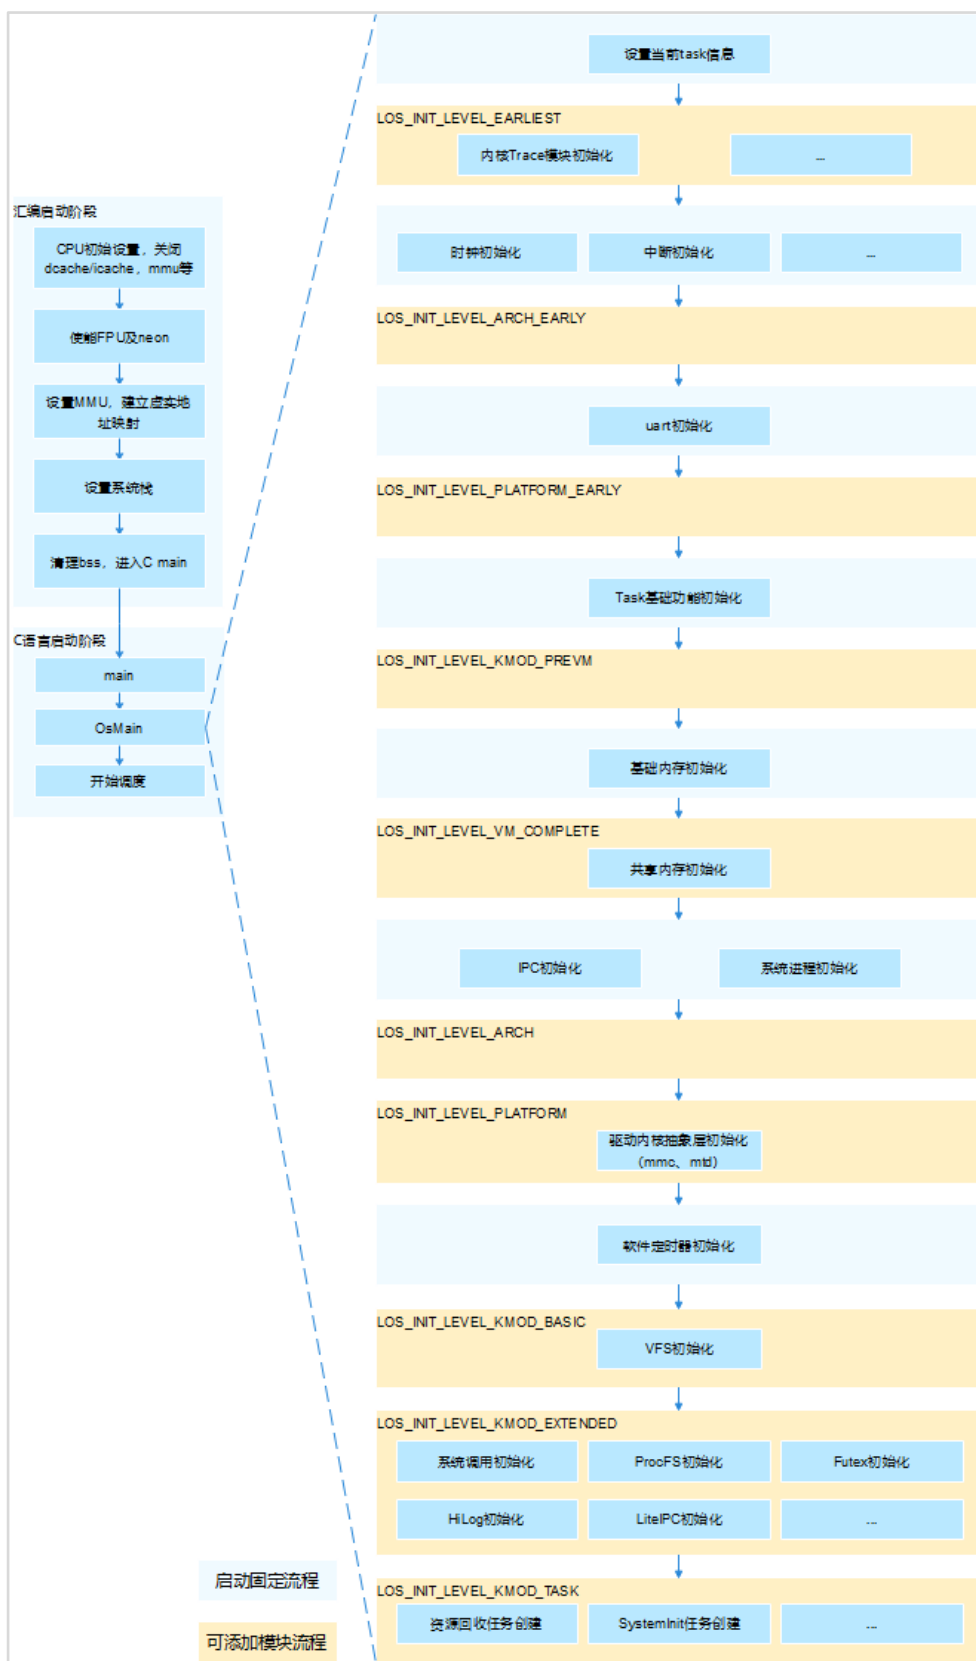 汇编启动阶段
CPU初始设置，关闭
dcache/icache，mmu等
使能FPU及neon
设置MMU，建立虚实地
址映射
设置系统栈
清理bss，进入C main
C语言启动阶段
main
OsMain
开始调度
设置当前task信息
LOS_INIT_LEVEL_EARLIEST
内核Trace模块初始化
...
时钟初始化
中断初始化
...
LOS_INIT_LEVEL_ARCH_EARLY
uart初始化
LOS_INIT_LEVEL_PLATFORM_EARLY
Task基础功能初始化
LOS_INIT_LEVEL_KMOD_PREVM
基础内存初始化
LOS_INIT_LEVEL_VM_COMPLETE
共享内存初始化
IPC初始化
系统进程初始化
LOS_INIT_LEVEL_ARCH
LOS_INIT_LEVEL_PLATFORM
驱动内核抽象层初始化
（mmc、mtd）
软件定时器初始化
LOS_INIT_LEVEL_KMOD_BASIC
VFS初始化
LOS_INIT_LEVEL_KMOD_EXTENDED
系统调用初始化
ProcFS初始化
Futex初始化
HiLog初始化
LiteIPC初始化
...
LOS_INIT_LEVEL_KMOD_TASK
资源回收任务创建
SystemInit任务创建
...
启动固定流程
可添加模块流程